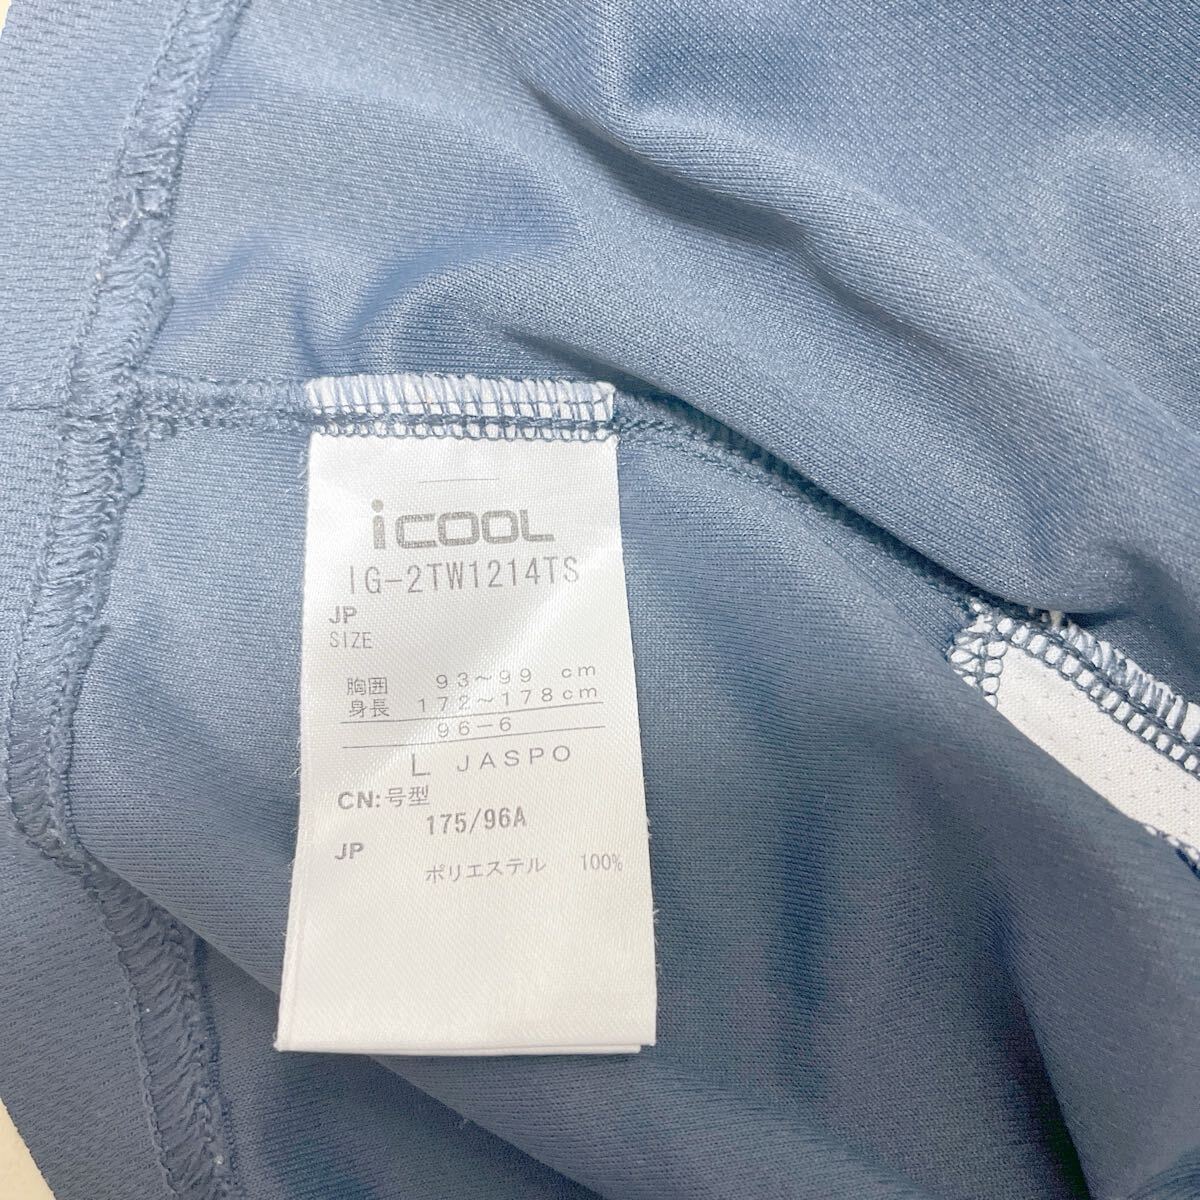 iCOOL
IG-2TW1214TS
JP
SIZE
胸囲 93~99 cm
身長 172~178cm
96-6
L JASPO
CN:号型
175/96A
JP
ポリエステル 100%